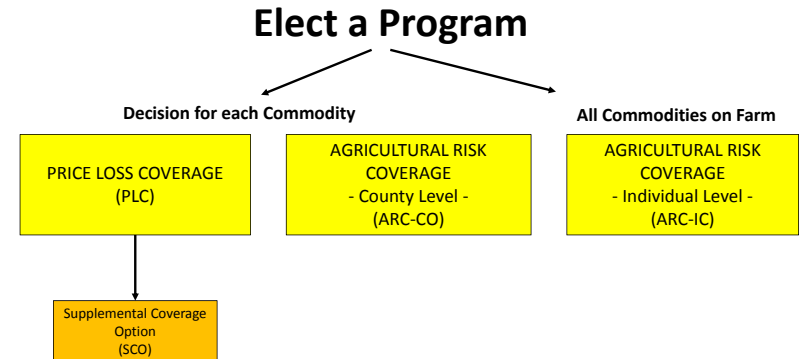 Elect a Program
Decision for each Commodity
All Commodities on Farm
PRICE LOSS COVERAGE
(PLC)
AGRICULTURAL RISK
COVERAGE
- County Level -
(ARC-CO)
AGRICULTURAL RISK
COVERAGE
- Individual Level -
(ARC-IC)
Supplemental Coverage
Option
(SCO)